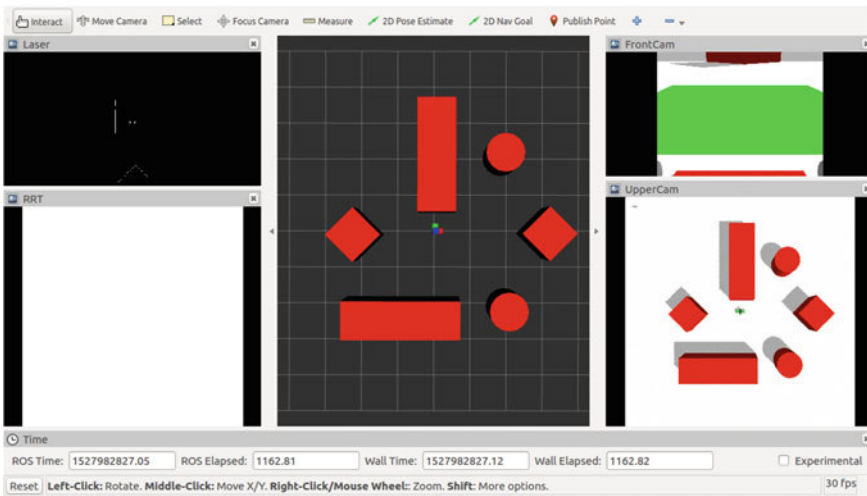 Interact Move Camera Select Focus Camera Measure 2D Pose Estimate 2D Nav Goal Publish Point
Laser
FrontCam
RRT
UpperCam
Time
ROS Time: 1527982827.05 ROS Elapsed: 1162.81 Wall Time: 1527982827.12 Wall Elapsed: 1162.82 Experimental
Reset Left-Click: Rotate. Middle-Click: Move X/Y. Right-Click/Mouse Wheel:: Zoom. Shift: More options. 30 fps